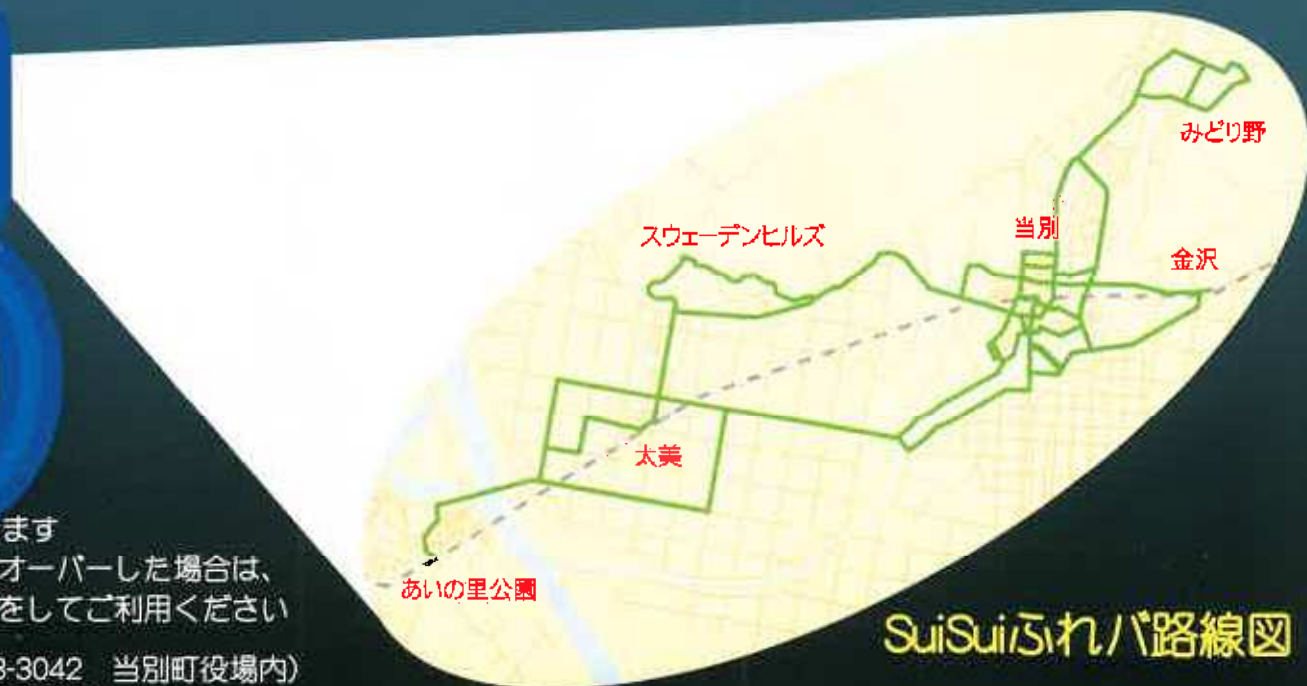 みどり野
当別
スウェーデンヒルズ
金沢
太美
あいの里公園
ます
オーバーした場合は、
をしてご利用ください
3-3042 当別町役場内)
SuiSuiふれバ路線図